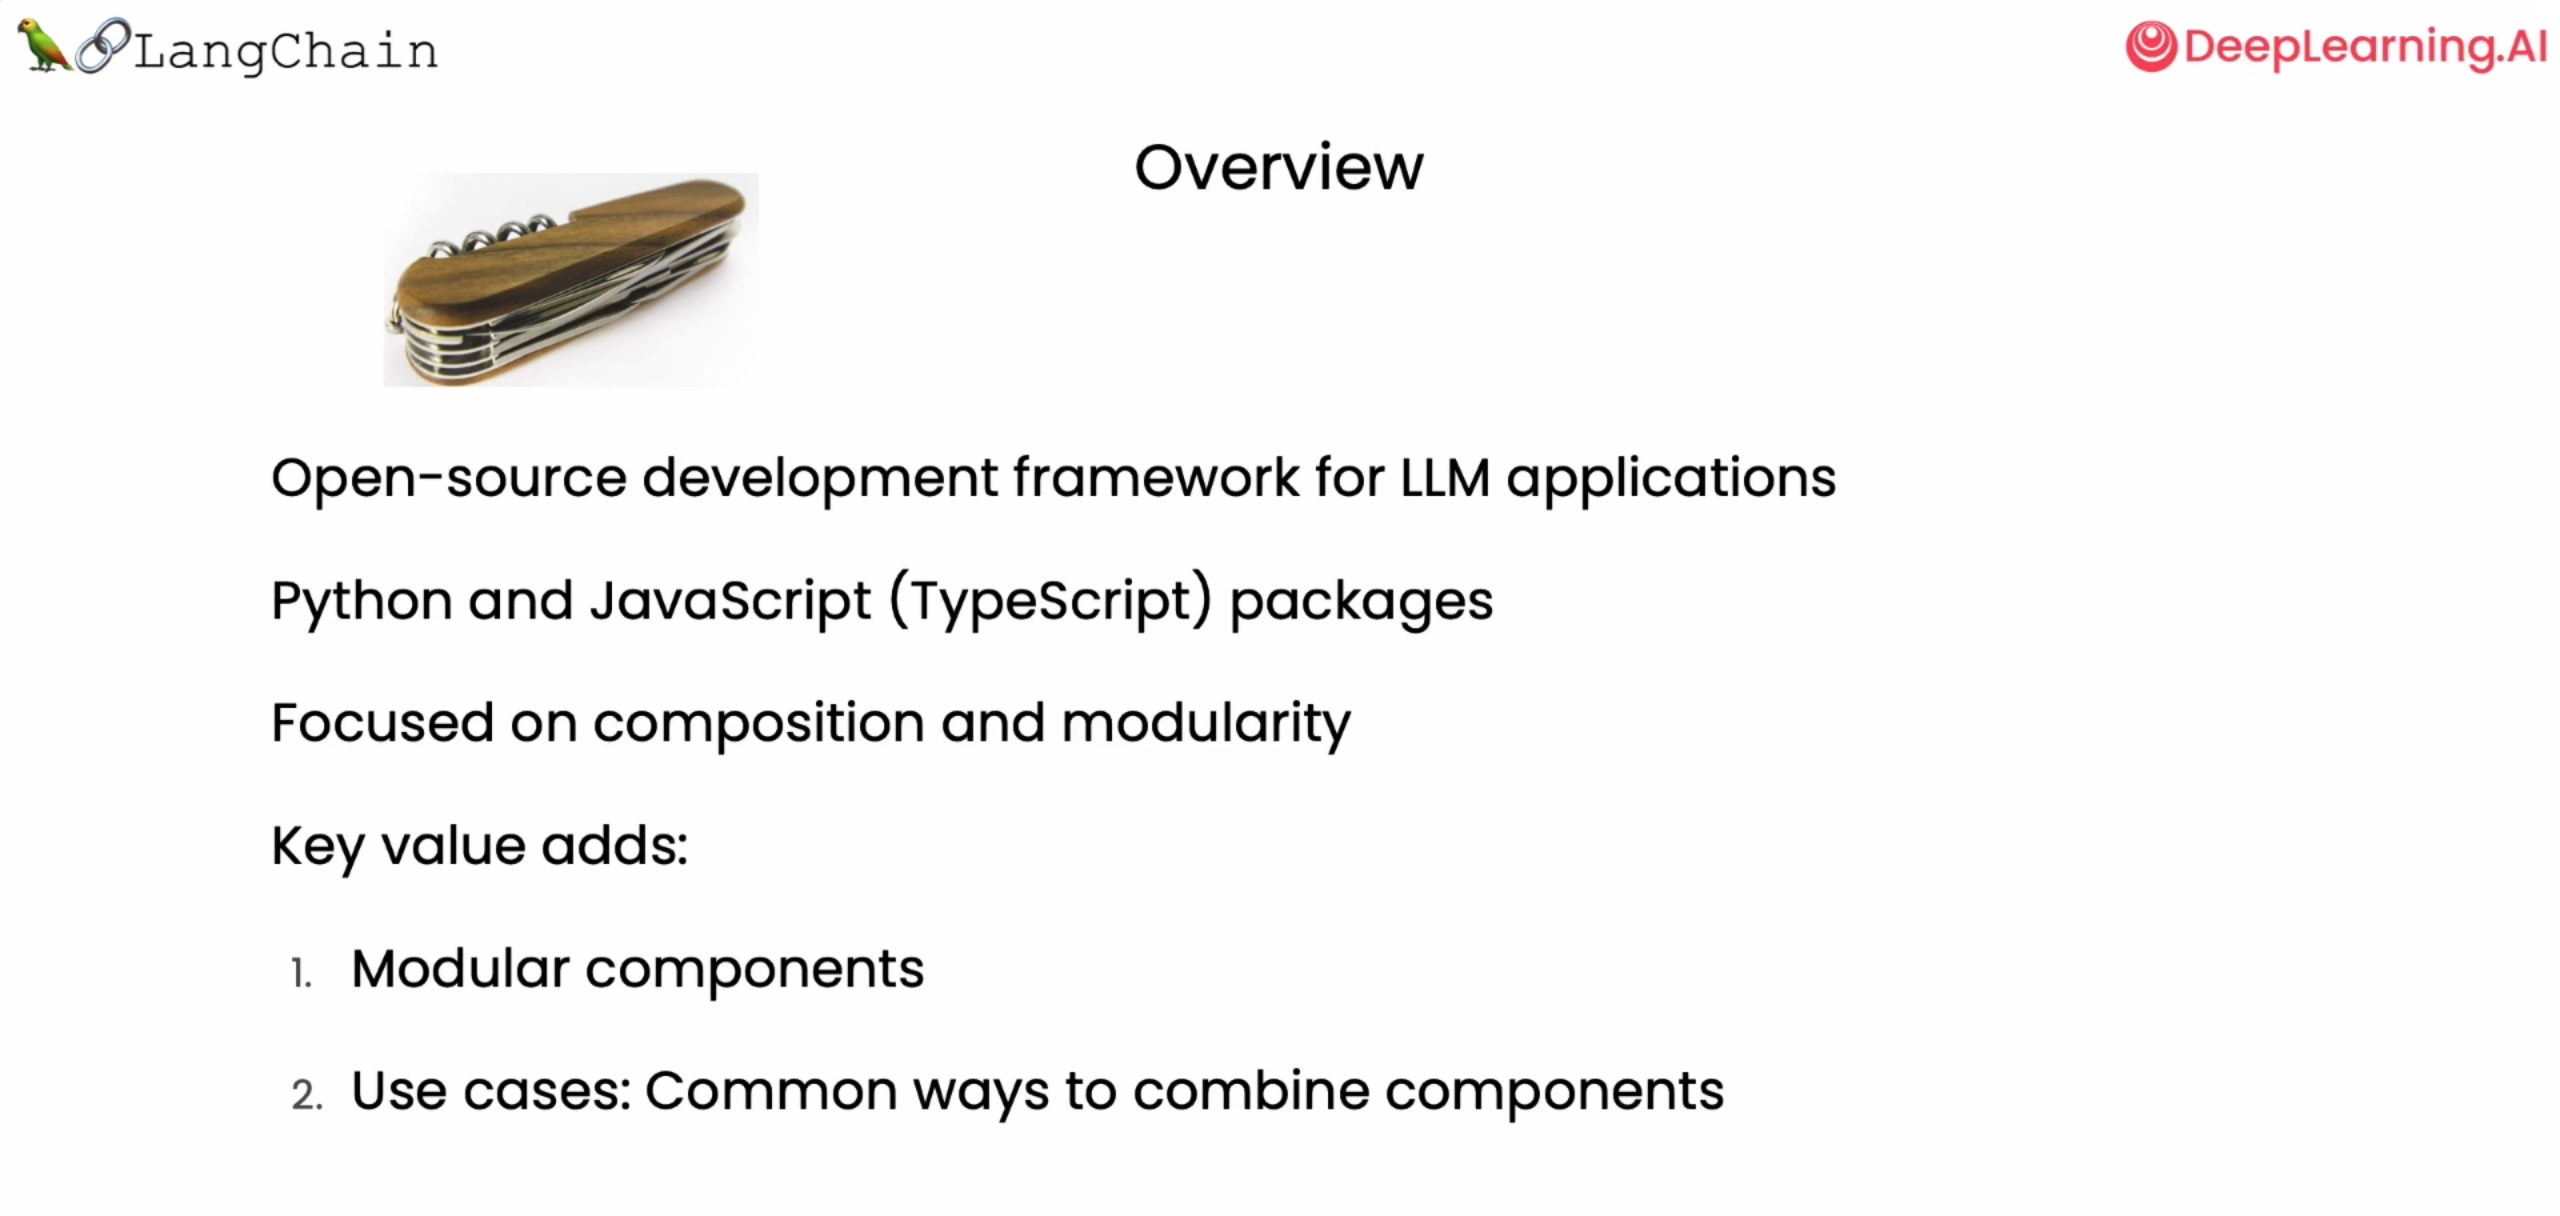 LangChain
DeepLearning.AI
Overview
Open-source development framework for LLM applications
Python and JavaScript (TypeScript) packages
Focused on composition and modularity
Key value adds:
1. Modular components
2. Use cases: Common ways to combine components